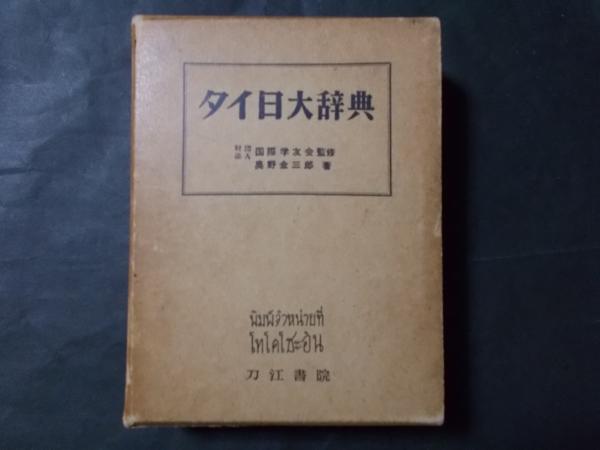 タイ日大辞典
財団法人 国際学友会監修
奥野金三郎 著
พิมพ์จำหน่ายที่
โทโคโชะอิน
刀江書院